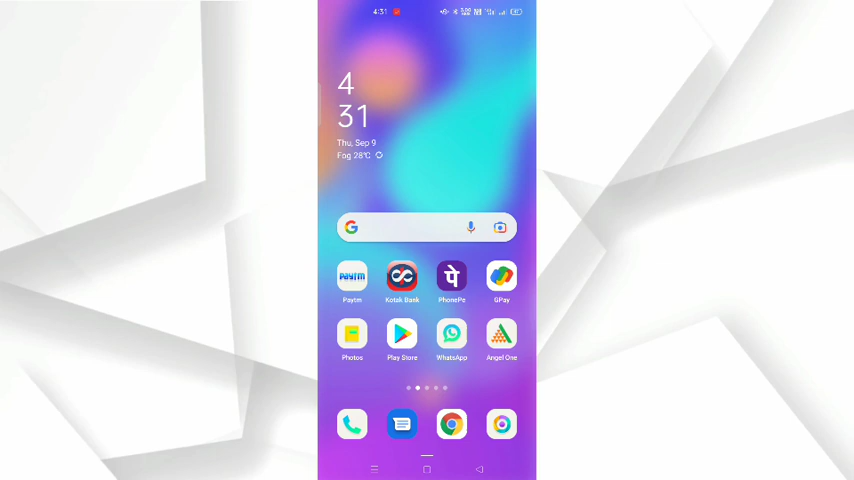 4:31
4
31
Thu, Sep 9
Fog 28°C
Paytm
Paytm
Kotak Bank
पे
PhonePe
GPay
Photos
Play Store
WhatsApp
Angel One